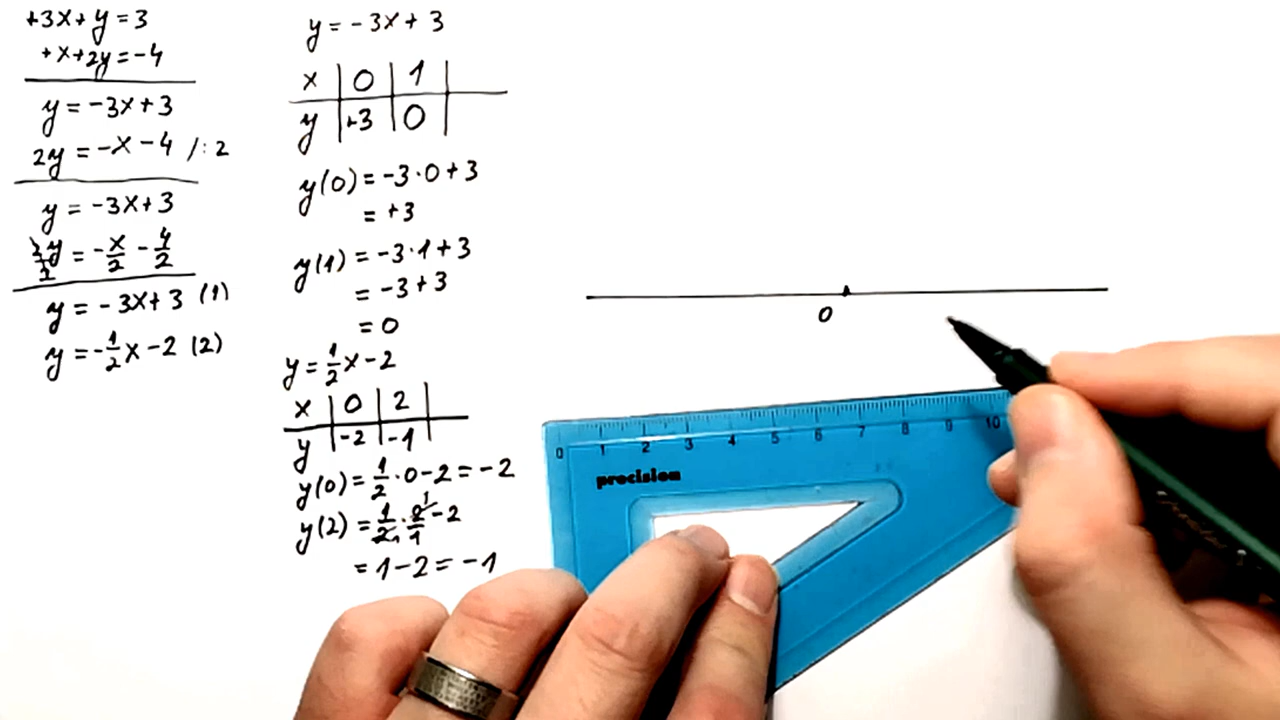 +3x+y=3
+x+2y=-4
y=-3x+3
2y=-x-4 /:2
y=-3x+3
2y/2=-x/2-4/2
y=-3x+3 (1)
y=-1/2x-2 (2)
y=-3x+3
x | 0 | 1 |
y | +3 | 0 |
y(0)=-3·0+3
=+3
y(1)=-3·1+3
=-3+3
=0
y=1/2x-2
x | 0 | 2 |
y | -2 | -1 |
y(0)=1/2·0-2=-2
y(2)=1/2·2/1-2
=1-2=-1
0
0 1 2 3 4 5 6 7 8 9 10
precision